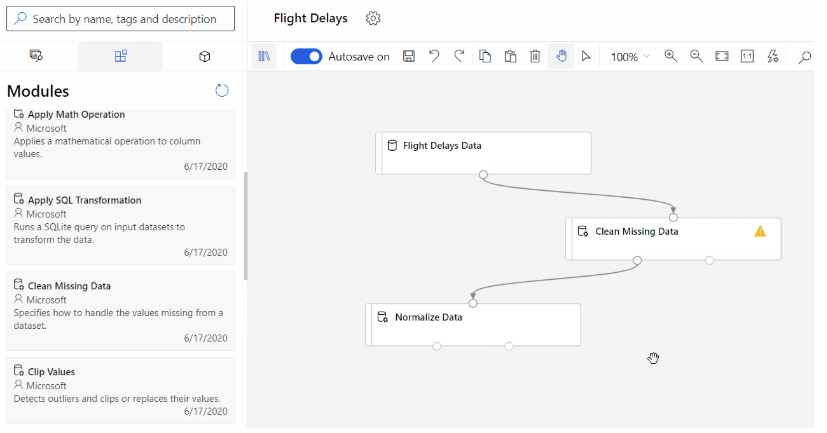 Search by name, tags and description
Flight Delays
Autosave on
100%
1:1
Modules
Apply Math Operation
Microsoft
Applies a mathematical operation to column
values.
6/17/2020
Apply SQL Transformation
Microsoft
Runs a SQLite query on input datasets to
transform the data.
6/17/2020
Clean Missing Data
Microsoft
Specifies how to handle the values missing from a
dataset.
6/17/2020
Clip Values
Microsoft
Detects outliers and clips or replaces their values.
6/17/2020
Flight Delays Data
Clean Missing Data
Normalize Data